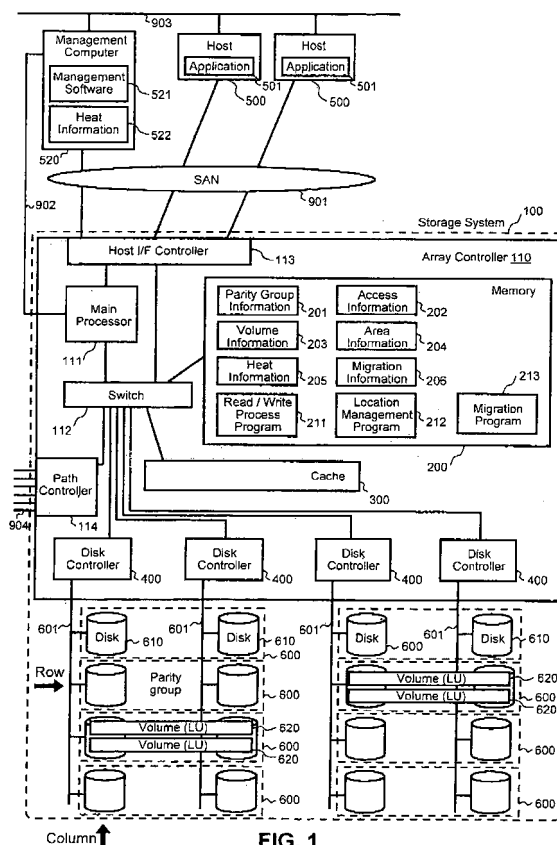 903
Management
Computer
Management
Software
521
Heat
Information
522
520
Host
Application
501
500
Host
Application
501
500
902
SAN
901
100
Storage System
Host I/F Controller
113
Array Controller 110
Main
Processor
111
Memory
Parity Group
Information
201
Access
Information
202
Volume
Information
203
Area
Information
204
Heat
Information
205
Migration
Information
206
213
Read / Write
Process
Program
211
Location
Management
Program
212
Migration
Program
200
Switch
112
Cache
300
Path
Controller
904
114
Disk
Controller
400
Disk
Controller
400
Disk
Controller
400
Disk
Controller
400
601
Disk
610
601
Disk
610
600
601
Disk
600
601
Disk
610
Row
Parity
group
600
Volume (LU)
620
Volume (LU)
600
620
Volume (LU)
620
Volume (LU)
600
620
600
600
600
Column
FIG. 1